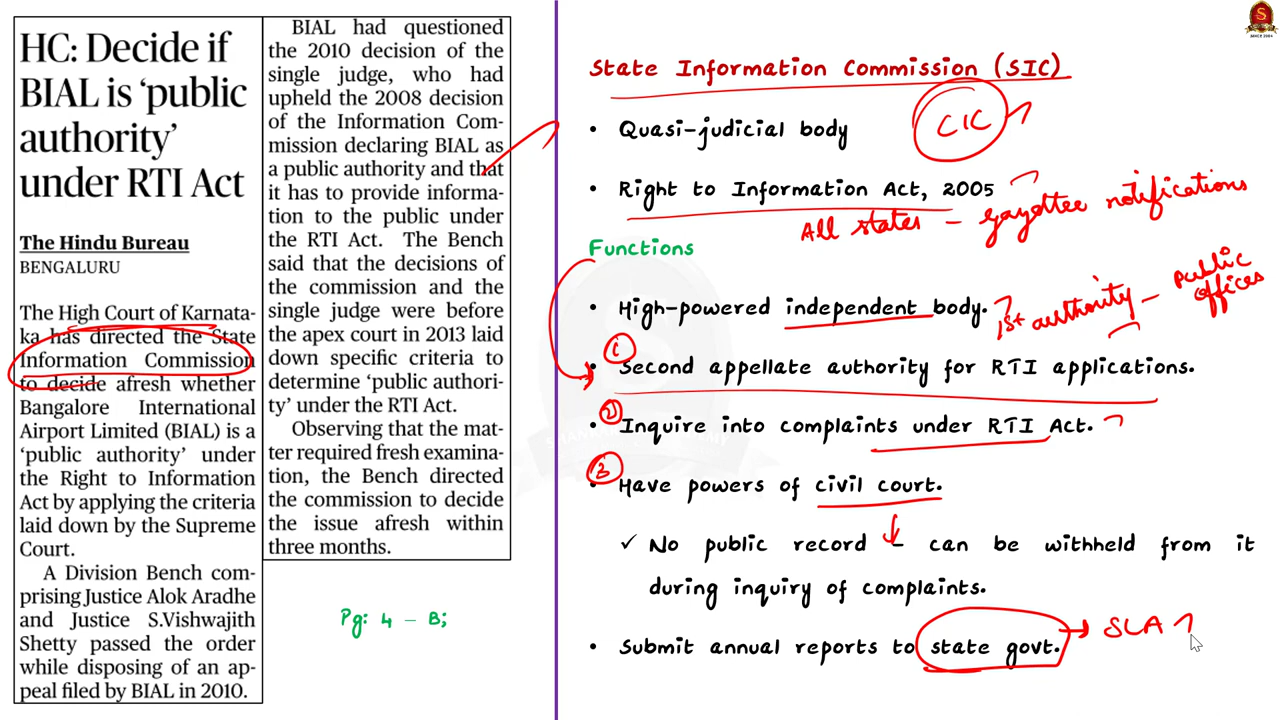 HC: Decide if
BIAL is ‘public
authority’
under RTI Act
The Hindu Bureau
BENGALURU
The High Court of Karnata-
ka has directed the State
Information Commission
to decide afresh whether
Bangalore International
Airport Limited (BIAL) is a
‘public authority’ under
the Right to Information
Act by applying the criteria
laid down by the Supreme
Court.
A Division Bench com-
prising Justice Alok Aradhe
and Justice S.Vishwajith
Shetty passed the order
while disposing of an ap-
peal filed by BIAL in 2010.
BIAL had questioned
the 2010 decision of the
single judge, who had
upheld the 2008 decision
of the Information Com-
mission declaring BIAL as
a public authority and that
it has to provide informa-
tion to the public under
the RTI Act. The Bench
said that the decisions of
the commission and the
single judge were before
the apex court in 2013 laid
down specific criteria to
determine ‘public authori-
ty’ under the RTI Act.
Observing that the mat-
ter required fresh examina-
tion, the Bench directed
the commission to decide
the issue afresh within
three months.
Pg: 4 - B;
State Information Commission (SIC)
• Quasi-judicial body
CIC
• Right to Information Act, 2005
All states - gayottee notifications
Functions
• High-powered independent body.
1st authority - public
offices
1
• Second appellate authority for RTI applications.
2
• Inquire into complaints under RTI Act.
3
• Have powers of civil court.
✓ No public record - can be withheld from it
during inquiry of complaints.
• Submit annual reports to state govt.
SLA
S
SINCE 2004